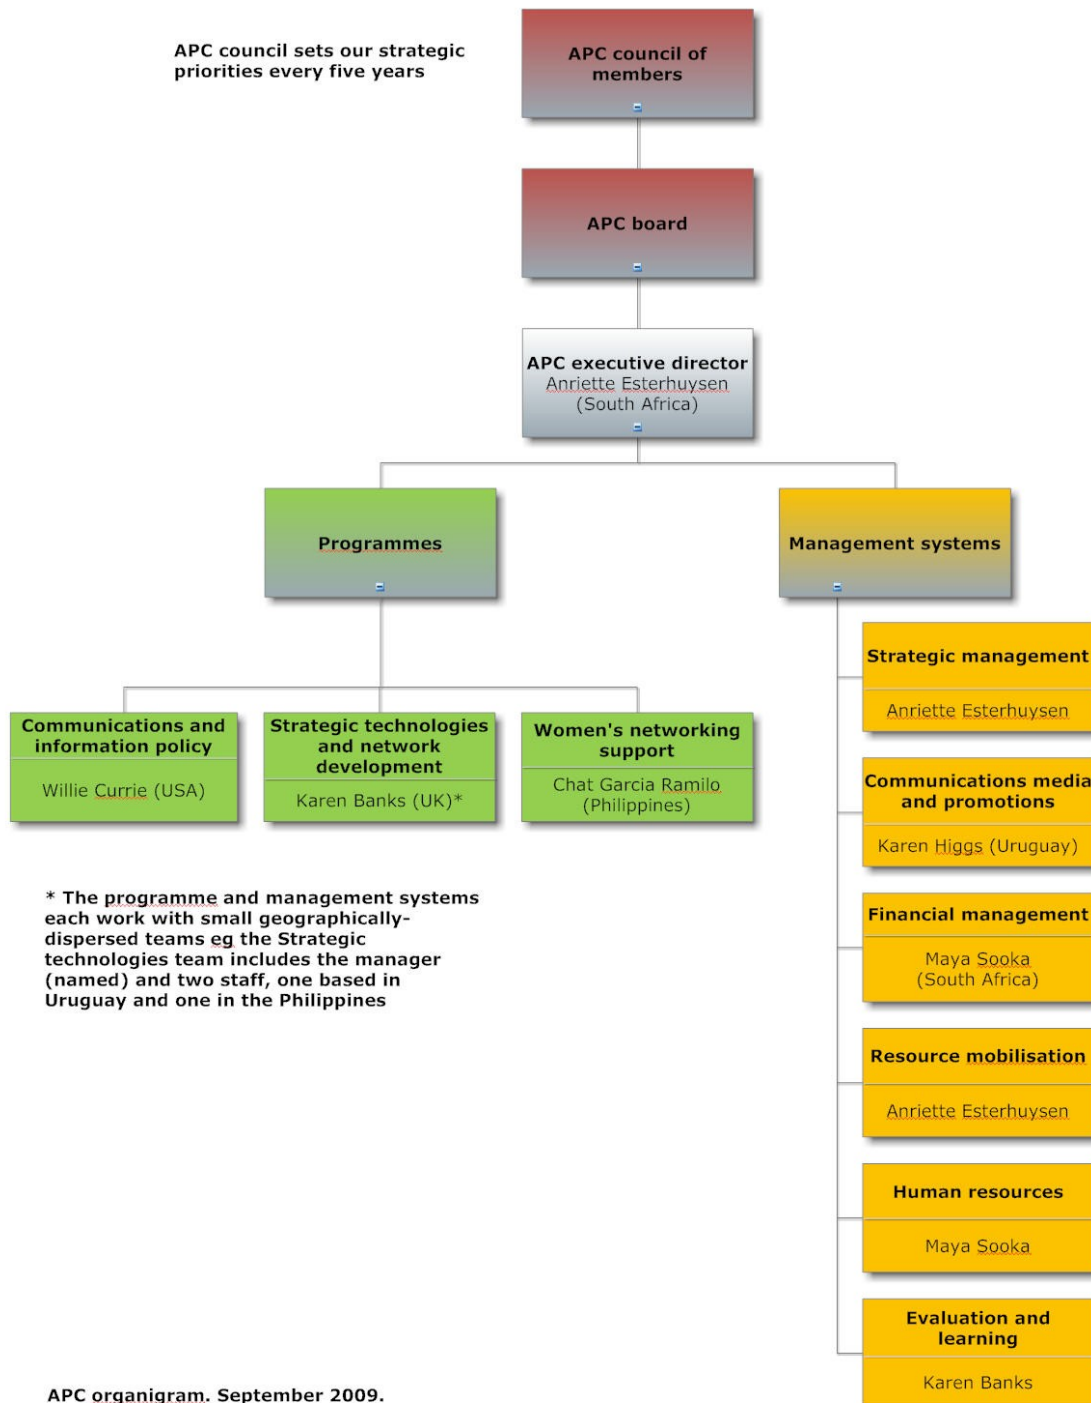 APC council sets our strategic
priorities every five years
APC council of
members
APC board
APC executive director
Anriette Esterhuysen
(South Africa)
Programmes
Management systems
Communications and
information policy
Willie Currie (USA)
Strategic technologies
and network
development
Karen Banks (UK)*
Women's networking
support
Chat Garcia Ramilo
(Philippines)
* The programme and management systems
each work with small geographically-
dispersed teams eg the Strategic
technologies team includes the manager
(named) and two staff, one based in
Uruguay and one in the Philippines
Strategic management
Anriette Esterhuysen
Communications media
and promotions
Karen Higgs (Uruguay)
Financial management
Maya Sooka
(South Africa)
Resource mobilisation
Anriette Esterhuysen
Human resources
Maya Sooka
Evaluation and
learning
Karen Banks
APC organigram. September 2009.